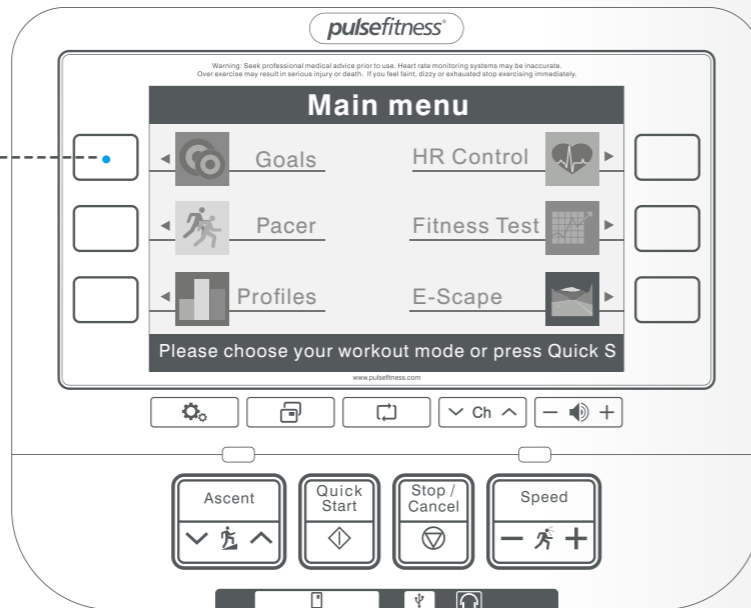 pulsefitness®
Warning: Seek professional medical advice prior to use. Heart rate monitoring systems may be inaccurate.
Over exercise may result in serious injury or death. If you feel faint, dizzy or exhausted stop exercising immediately.
Main menu
Goals
HR Control
Pacer
Fitness Test
Profiles
E-Scape
Please choose your workout mode or press Quick S
www.pulsefitness.com
Ch
Ascent
Quick
Start
Stop /
Cancel
Speed